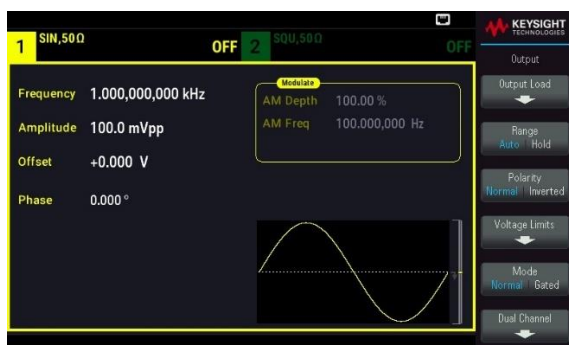 1 SIN,50Ω OFF 2 SQU,50Ω OFF
Frequency 1.000,000,000 kHz
Amplitude 100.0 mVpp
Offset +0.000 V
Phase 0.000 °
Modulate
AM Depth 100.00 %
AM Freq 100.000,000 Hz
KEYSIGHT
TECHNOLOGIES
Output
Output Load
Range
Auto Hold
Polarity
Normal Inverted
Voltage Limits
Mode
Normal Gated
Dual Channel